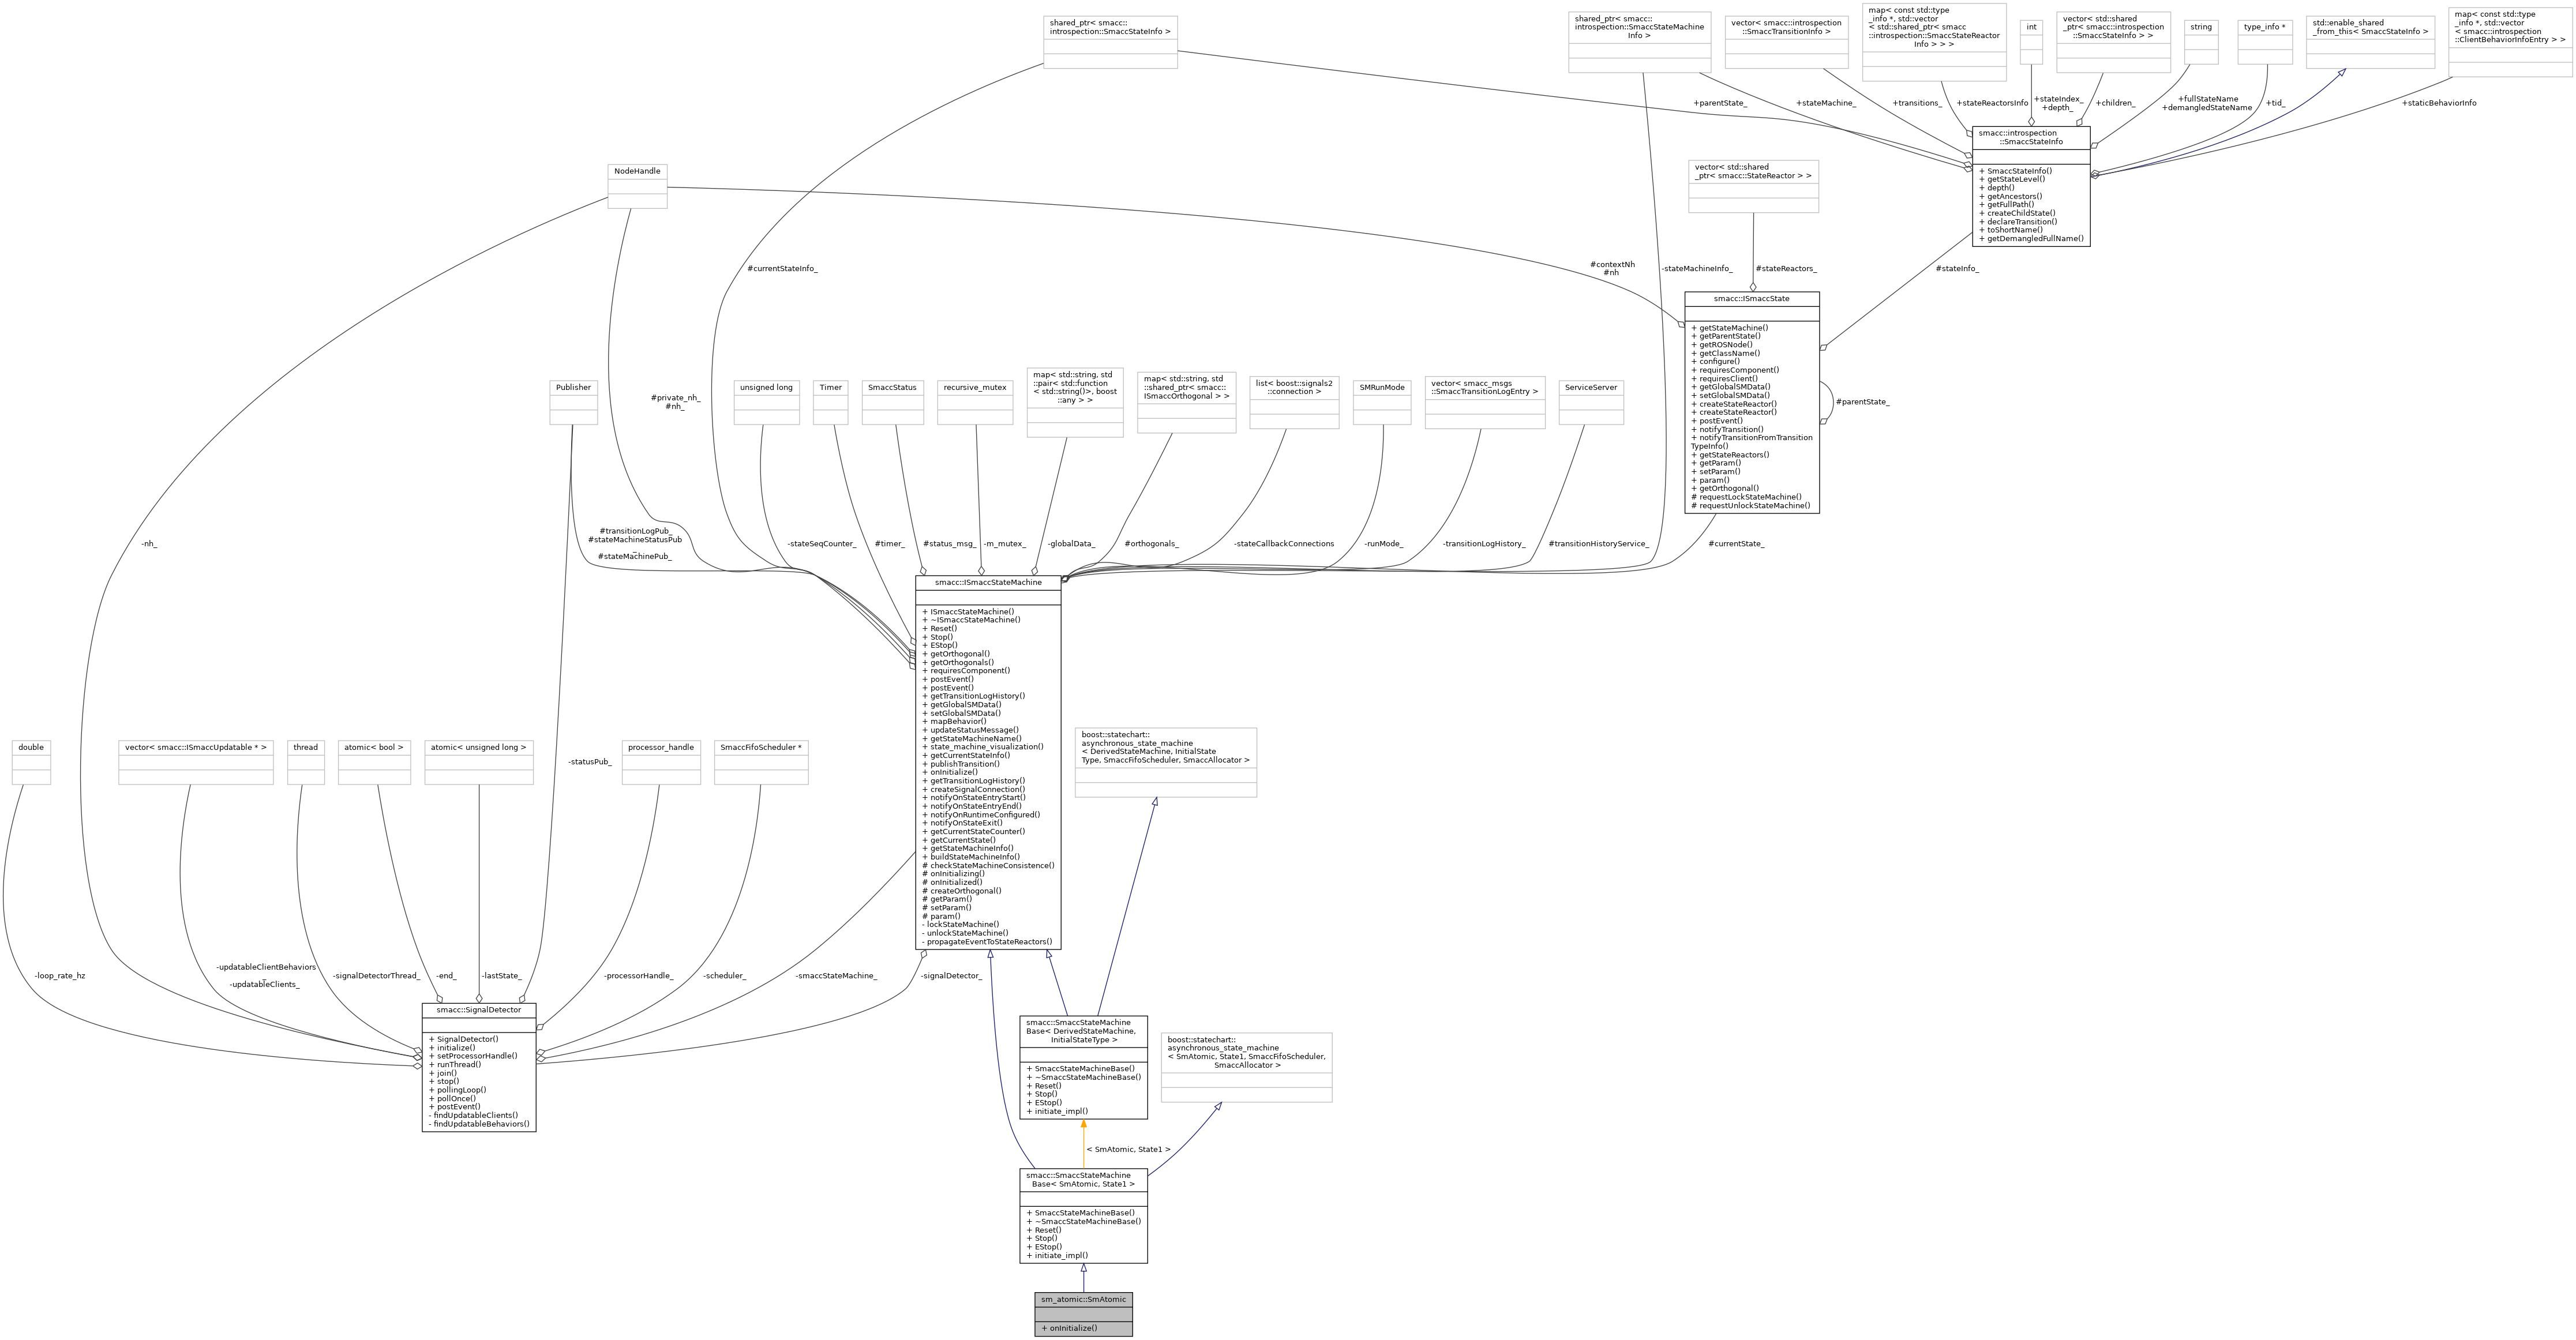 shared_ptr< smacc::
introspection::SmaccStateInfo >
shared_ptr< smacc::
introspection::SmaccStateMachine
Info >
vector< smacc::introspection
::SmaccTransitionInfo >
map< const std::type
_info *, std::vector
< std::shared_ptr< smacc
::introspection::SmaccStateReactor
Info > > >
int
vector< std::shared
_ptr< smacc::introspection
::SmaccStateInfo > >
string
type_info *
std::enable_shared
_from_this< SmaccStateInfo >
map< const std::type
_info *, std::vector
< smacc::introspection
::ClientBehaviorInfoEntry > >
+parentState_
+stateMachine_
+transitions_
+stateReactorsInfo
+stateIndex_
+depth_
+children_
+fullStateName
+demangledStateName
+tid_
+staticBehaviorInfo
smacc::introspection
::SmaccStateInfo
+ SmaccStateInfo()
+ getStateLevel()
+ depth()
+ getAncestors()
+ getFullPath()
+ createChildState()
+ declareTransition()
+ toShortName()
+ getDemangledFullName()
NodeHandle
vector< std::shared
_ptr< smacc::StateReactor > >
#currentStateInfo_
#contextNh
#nh
-stateMachineInfo_
#stateReactors_
#stateInfo_
smacc::ISmaccState
+ getStateMachine()
+ getParentState()
+ getROSNode()
+ getClassName()
+ configure()
+ requiresComponent()
+ requiresClient()
+ getGlobalSMData()
+ setGlobalSMData()
+ createStateReactor()
+ createStateReactor()
+ postEvent()
+ notifyTransition()
+ notifyTransitionFromTransition
TypeInfo()
+ getStateReactors()
+ getParam()
+ setParam()
+ param()
+ getOrthogonal()
# requestLockStateMachine()
# requestUnlockStateMachine()
#parentState_
Publisher
#private_nh_
#nh_
unsigned long
Timer
SmaccStatus
recursive_mutex
map< std::string, std
::pair< std::function
< std::string()>, boost
::any > >
map< std::string, std
::shared_ptr< smacc::
ISmaccOrthogonal > >
list< boost::signals2
::connection >
SMRunMode
vector< smacc_msgs
::SmaccTransitionLogEntry >
ServiceServer
-nh_
#transitionLogPub_
#stateMachineStatusPub
_
#stateMachinePub_
-stateSeqCounter_
#timer_
#status_msg_
-m_mutex_
-globalData_
#orthogonals_
-stateCallbackConnections
-runMode_
-transitionLogHistory_
#transitionHistoryService_
#currentState_
smacc::ISmaccStateMachine
+ ISmaccStateMachine()
+ ~ISmaccStateMachine()
+ Reset()
+ Stop()
+ EStop()
+ getOrthogonal()
+ getOrthogonals()
+ requiresComponent()
+ postEvent()
+ postEvent()
+ getTransitionLogHistory()
+ getGlobalSMData()
+ setGlobalSMData()
+ mapBehavior()
+ updateStatusMessage()
+ getStateMachineName()
+ state_machine_visualization()
+ getCurrentStateInfo()
+ publishTransition()
+ onInitialize()
+ getTransitionLogHistory()
+ createSignalConnection()
+ notifyOnStateEntryStart()
+ notifyOnStateEntryEnd()
+ notifyOnRuntimeConfigured()
+ notifyOnStateExit()
+ getCurrentStateCounter()
+ getCurrentState()
+ getStateMachineInfo()
+ buildStateMachineInfo()
# checkStateMachineConsistence()
# onInitializing()
# onInitialized()
# createOrthogonal()
# getParam()
# setParam()
# param()
- lockStateMachine()
- unlockStateMachine()
- propagateEventToStateReactors()
double
vector< smacc::ISmaccUpdatable * >
thread
atomic< bool >
atomic< unsigned long >
-statusPub_
processor_handle
SmaccFifoScheduler *
boost::statechart::
asynchronous_state_machine
< DerivedStateMachine, InitialState
Type, SmaccFifoScheduler, SmaccAllocator >
-loop_rate_hz
-updatableClientBehaviors
_
-updatableClients_
-signalDetectorThread_
-end_
-lastState_
-processorHandle_
-scheduler_
-smaccStateMachine_
-signalDetector_
smacc::SignalDetector
+ SignalDetector()
+ initialize()
+ setProcessorHandle()
+ runThread()
+ join()
+ stop()
+ pollingLoop()
+ pollOnce()
+ postEvent()
- findUpdatableClients()
- findUpdatableBehaviors()
smacc::SmaccStateMachine
Base< DerivedStateMachine,
InitialStateType >
+ SmaccStateMachineBase()
+ ~SmaccStateMachineBase()
+ Reset()
+ Stop()
+ EStop()
+ initiate_impl()
boost::statechart::
asynchronous_state_machine
< SmAtomic, State1, SmaccFifoScheduler,
SmaccAllocator >
< SmAtomic, State1 >
smacc::SmaccStateMachine
Base< SmAtomic, State1 >
+ SmaccStateMachineBase()
+ ~SmaccStateMachineBase()
+ Reset()
+ Stop()
+ EStop()
+ initiate_impl()
sm_atomic::SmAtomic
+ onInitialize()